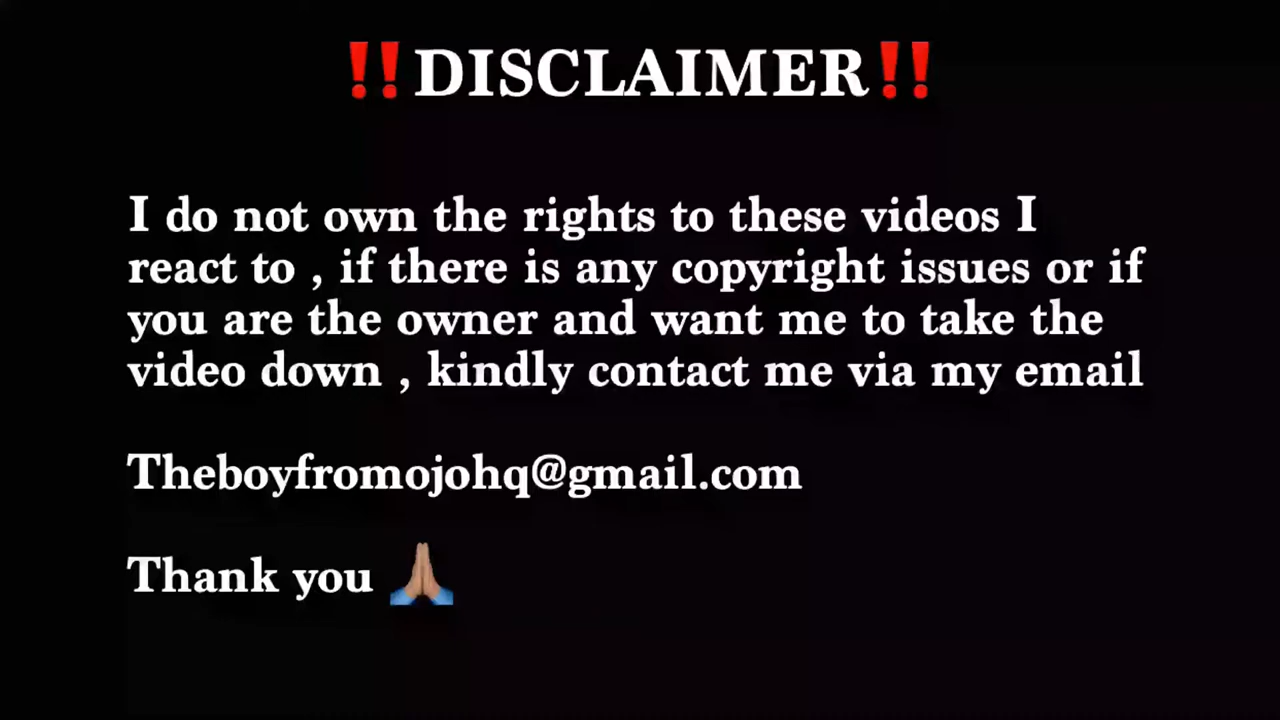 ‼️DISCLAIMER‼️
I do not own the rights to these videos I
react to , if there is any copyright issues or if
you are the owner and want me to take the
video down , kindly contact me via my email
Theboyfromojohq@gmail.com
Thank you 🙏🏽